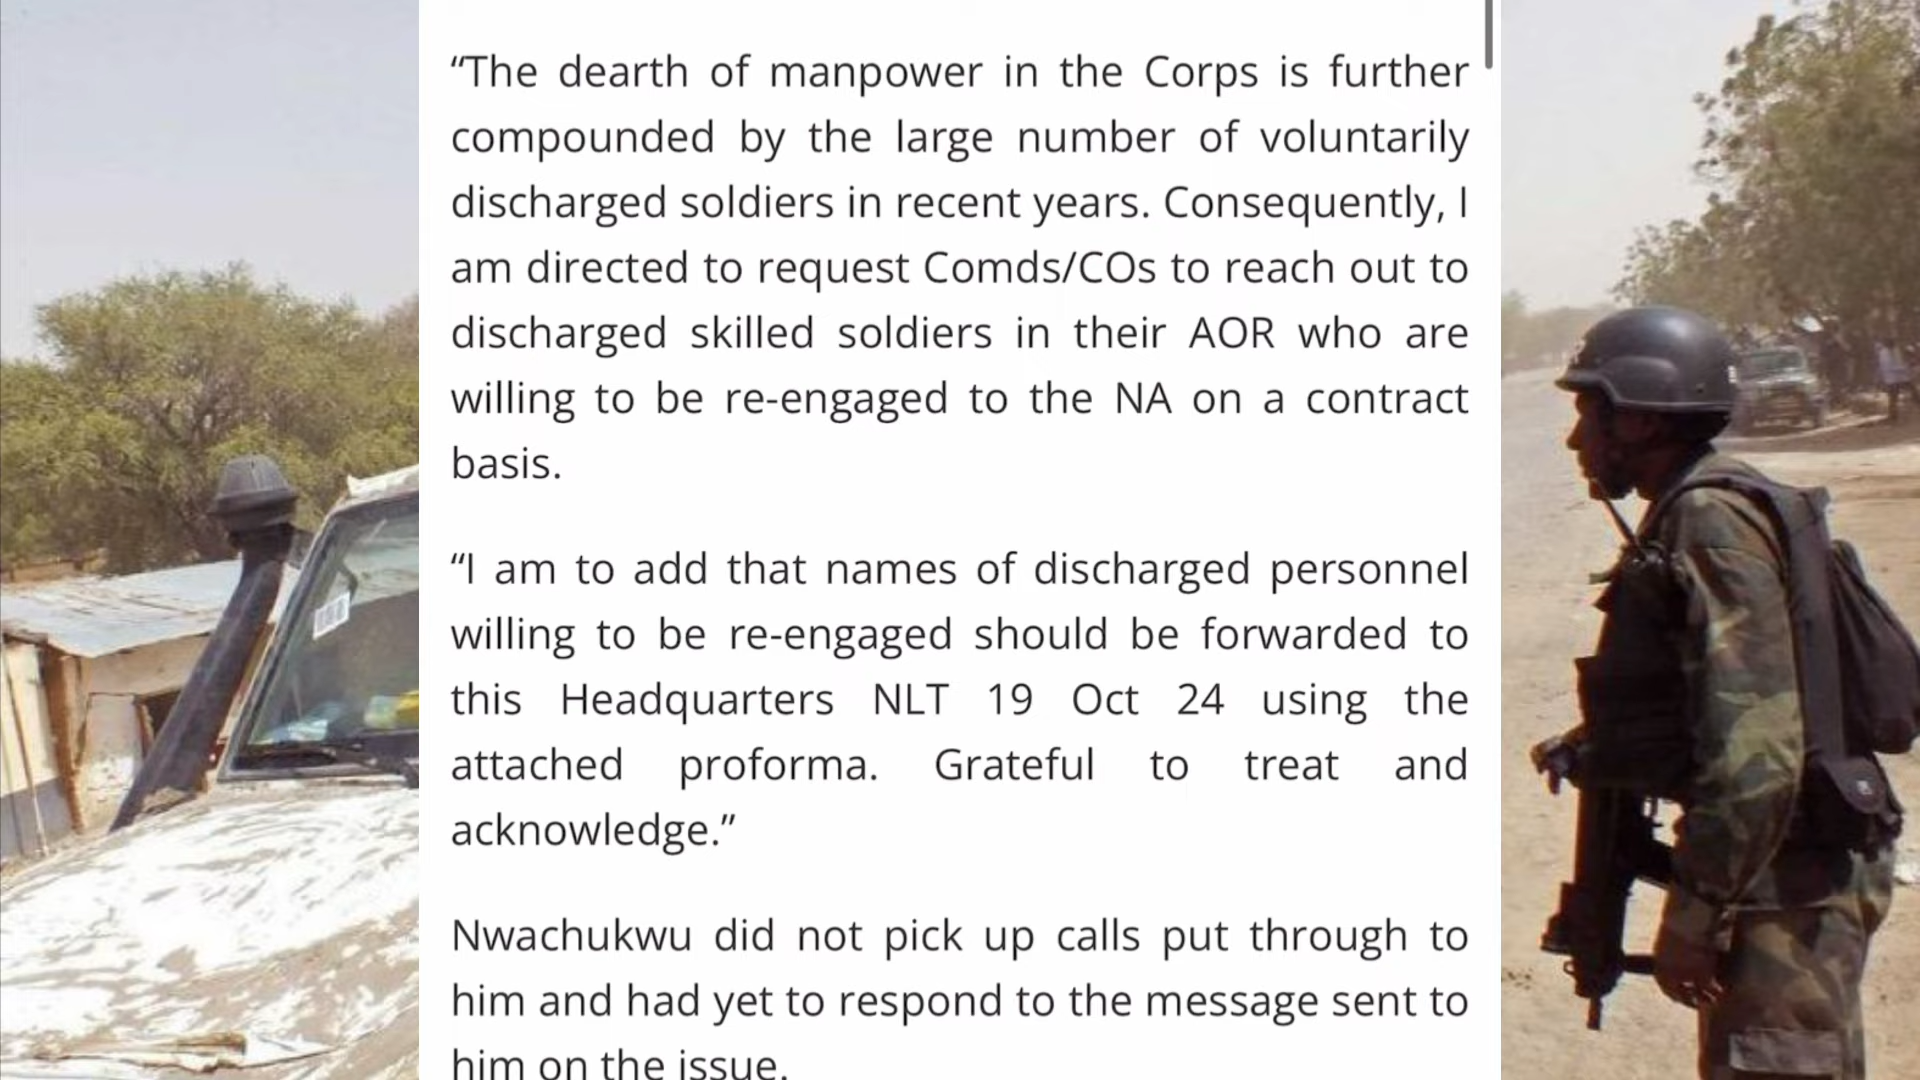 “The dearth of manpower in the Corps is further
compounded by the large number of voluntarily
discharged soldiers in recent years. Consequently, I
am directed to request Comds/COs to reach out to
discharged skilled soldiers in their AOR who are
willing to be re-engaged to the NA on a contract
basis.
“I am to add that names of discharged personnel
willing to be re-engaged should be forwarded to
this Headquarters NLT 19 Oct 24 using the
attached proforma. Grateful to treat and
acknowledge.”
Nwachukwu did not pick up calls put through to
him and had yet to respond to the message sent to
him on the issue.